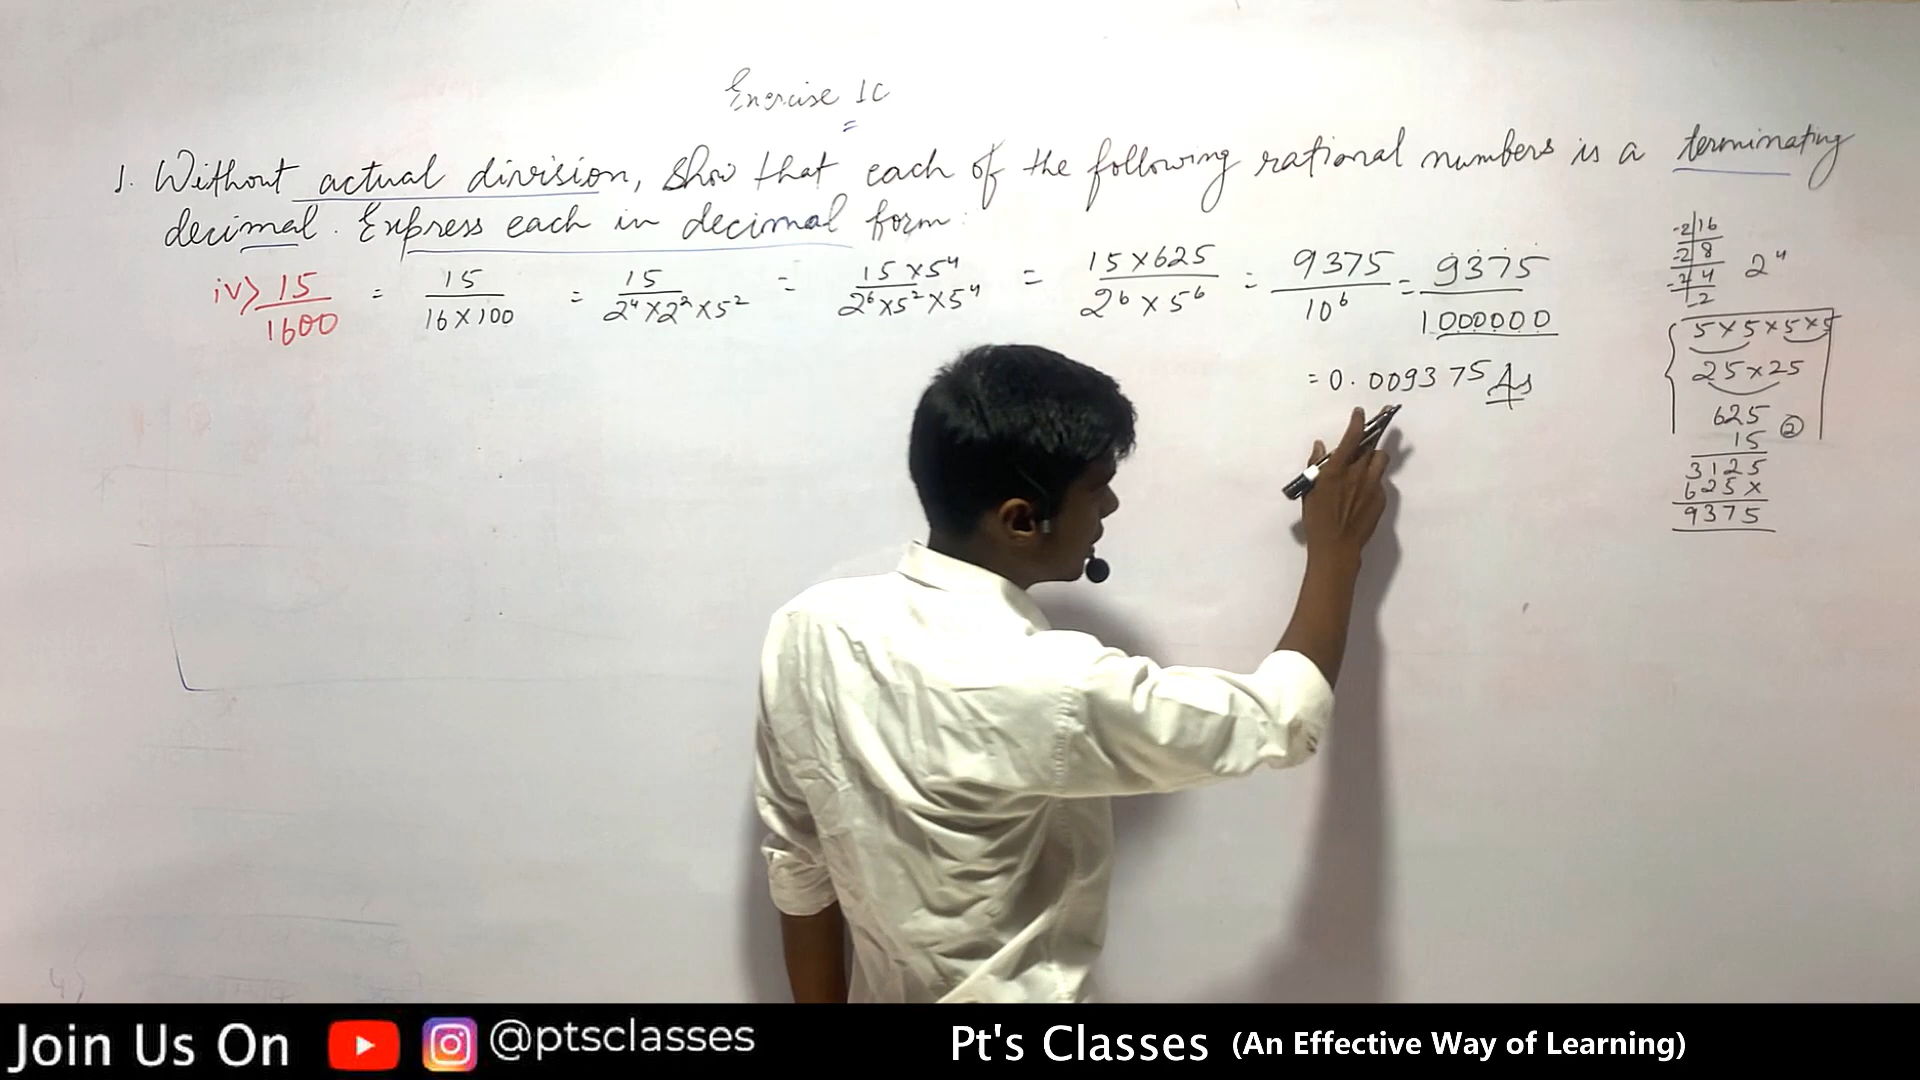 Exercise 1C
1. Without actual division, show that each of the following rational numbers is a terminating
decimal. Express each in decimal form:
iv) 15/1600 = 15/(16×100) = 15/(2⁴×2²×5²) = (15×5⁴)/(2⁶×5²×5⁴) = (15×625)/(2⁶×5⁶) = 9375/10⁶ = 9375/1000000
= 0.009375 As
2|16
2|8
2|4
2
2⁴
5×5×5×5
25×25
625
15 ②
3125
625×
9375
Join Us On @ptsclasses Pt's Classes (An Effective Way of Learning)